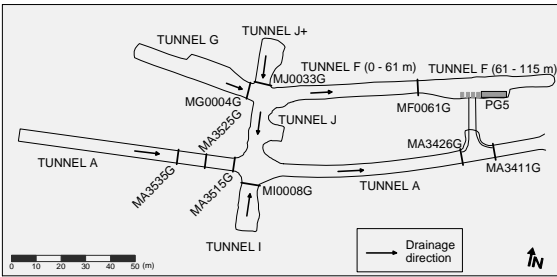 TUNNEL J+
TUNNEL G
TUNNEL F (0 - 61 m)
TUNNEL F (61 - 115 m)
MJ0033G
MG0004G
MF0061G
PG5
MA3525G
TUNNEL J
MA3426G
TUNNEL A
MA3535G
MA3515G
MI0008G
TUNNEL A
MA3411G
TUNNEL I
0 10 20 30 40 50 (m)
Drainage
direction
N